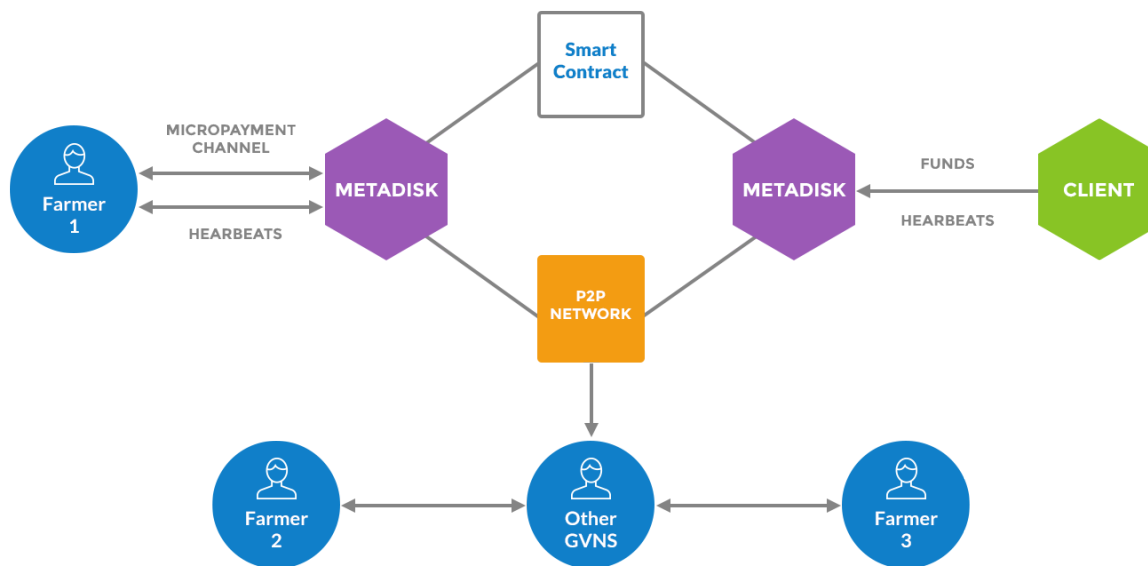 Smart
Contract
MICROPAYMENT
CHANNEL
Farmer
1
METADISK
METADISK
FUNDS
CLIENT
HEARBEATS
HEARBEATS
P2P
NETWORK
Farmer
2
Other
GVNS
Farmer
3